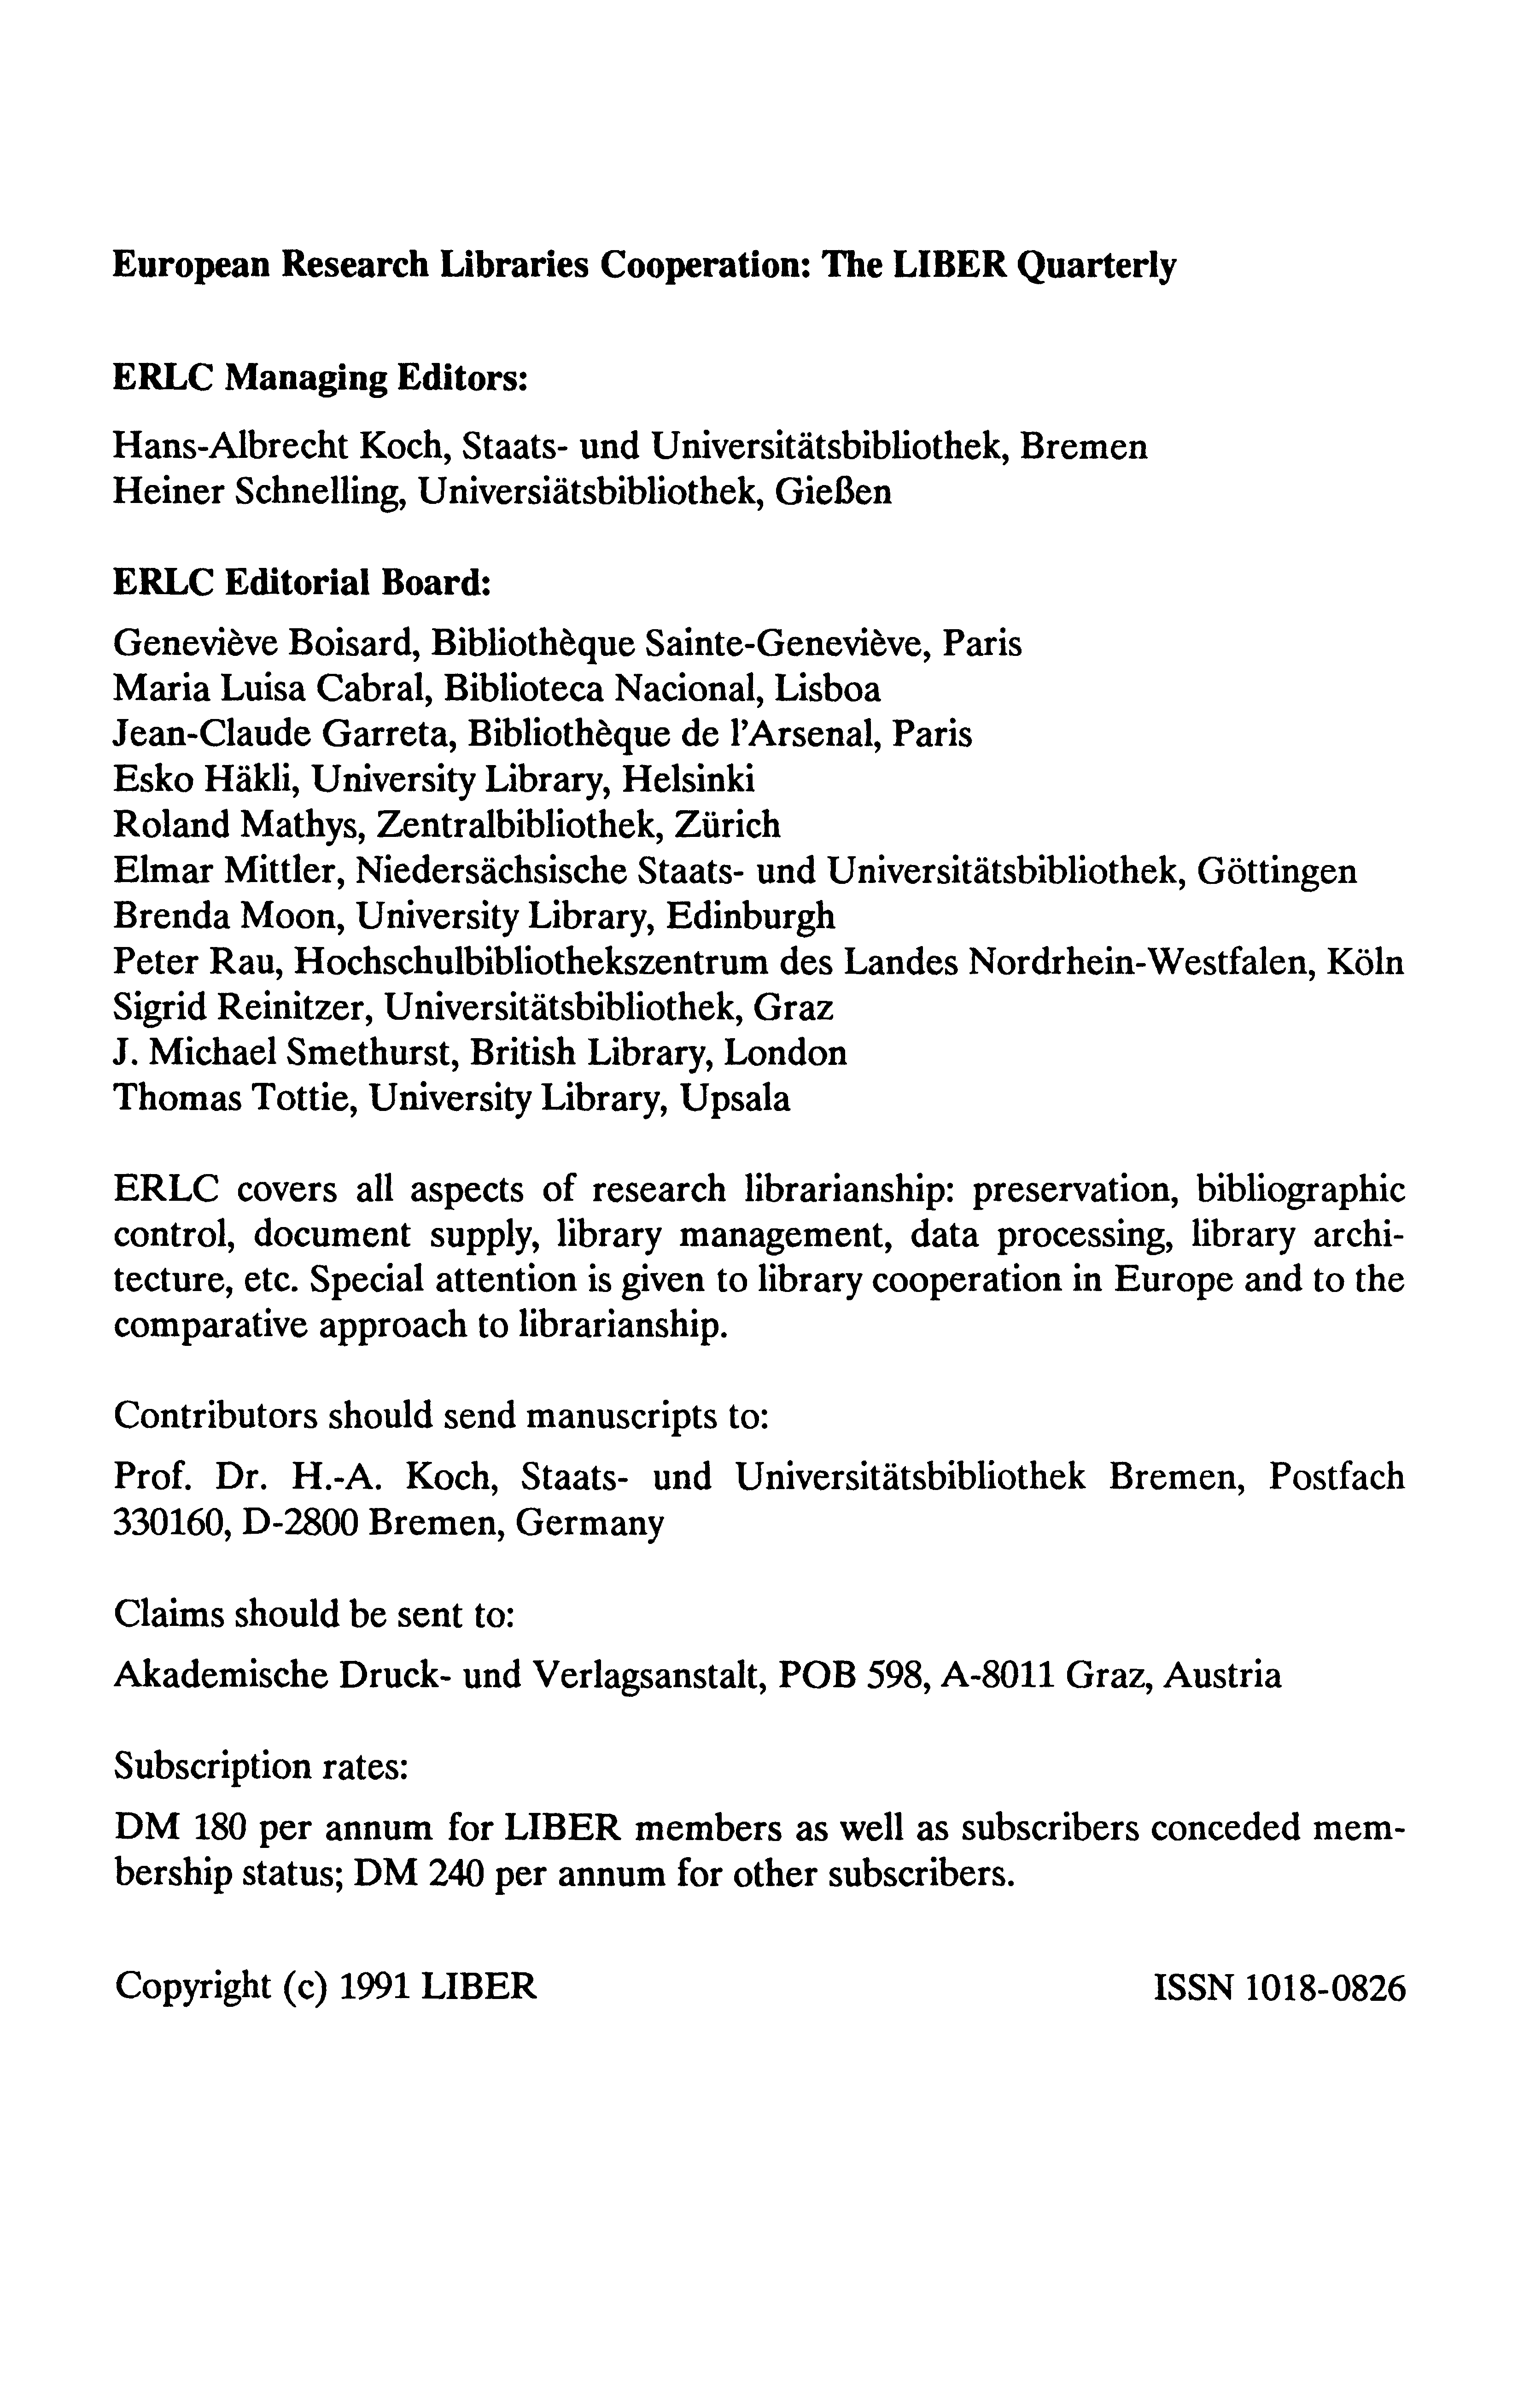 European Research Libraries Cooperation: The LIBER Quarterly
ERLC Managing Editors:
Hans-Albrecht Koch, Staats- und Universitätsbibliothek, Bremen
Heiner Schnelling, Universiätsbibliothek, Gießen
ERLC Editorial Board:
Geneviève Boisard, Bibliothèque Sainte-Geneviève, Paris
Maria Luisa Cabral, Biblioteca Nacional, Lisboa
Jean-Claude Garreta, Bibliothèque de l'Arsenal, Paris
Esko Häkli, University Library, Helsinki
Roland Mathys, Zentralbibliothek, Zürich
Elmar Mittler, Niedersächsische Staats- und Universitätsbibliothek, Göttingen
Brenda Moon, University Library, Edinburgh
Peter Rau, Hochschulbibliothekszentrum des Landes Nordrhein-Westfalen, Köln
Sigrid Reinitzer, Universitätsbibliothek, Graz
J. Michael Smethurst, British Library, London
Thomas Tottie, University Library, Upsala
ERLC covers all aspects of research librarianship: preservation, bibliographic
control, document supply, library management, data processing, library archi-
tecture, etc. Special attention is given to library cooperation in Europe and to the
comparative approach to librarianship.
Contributors should send manuscripts to:
Prof. Dr. H.-A. Koch, Staats- und Universitätsbibliothek Bremen, Postfach
330160, D-2800 Bremen, Germany
Claims should be sent to:
Akademische Druck- und Verlagsanstalt, POB 598, A-8011 Graz, Austria
Subscription rates:
DM 180 per annum for LIBER members as well as subscribers conceded mem-
bership status; DM 240 per annum for other subscribers.
Copyright (c) 1991 LIBER ISSN 1018-0826